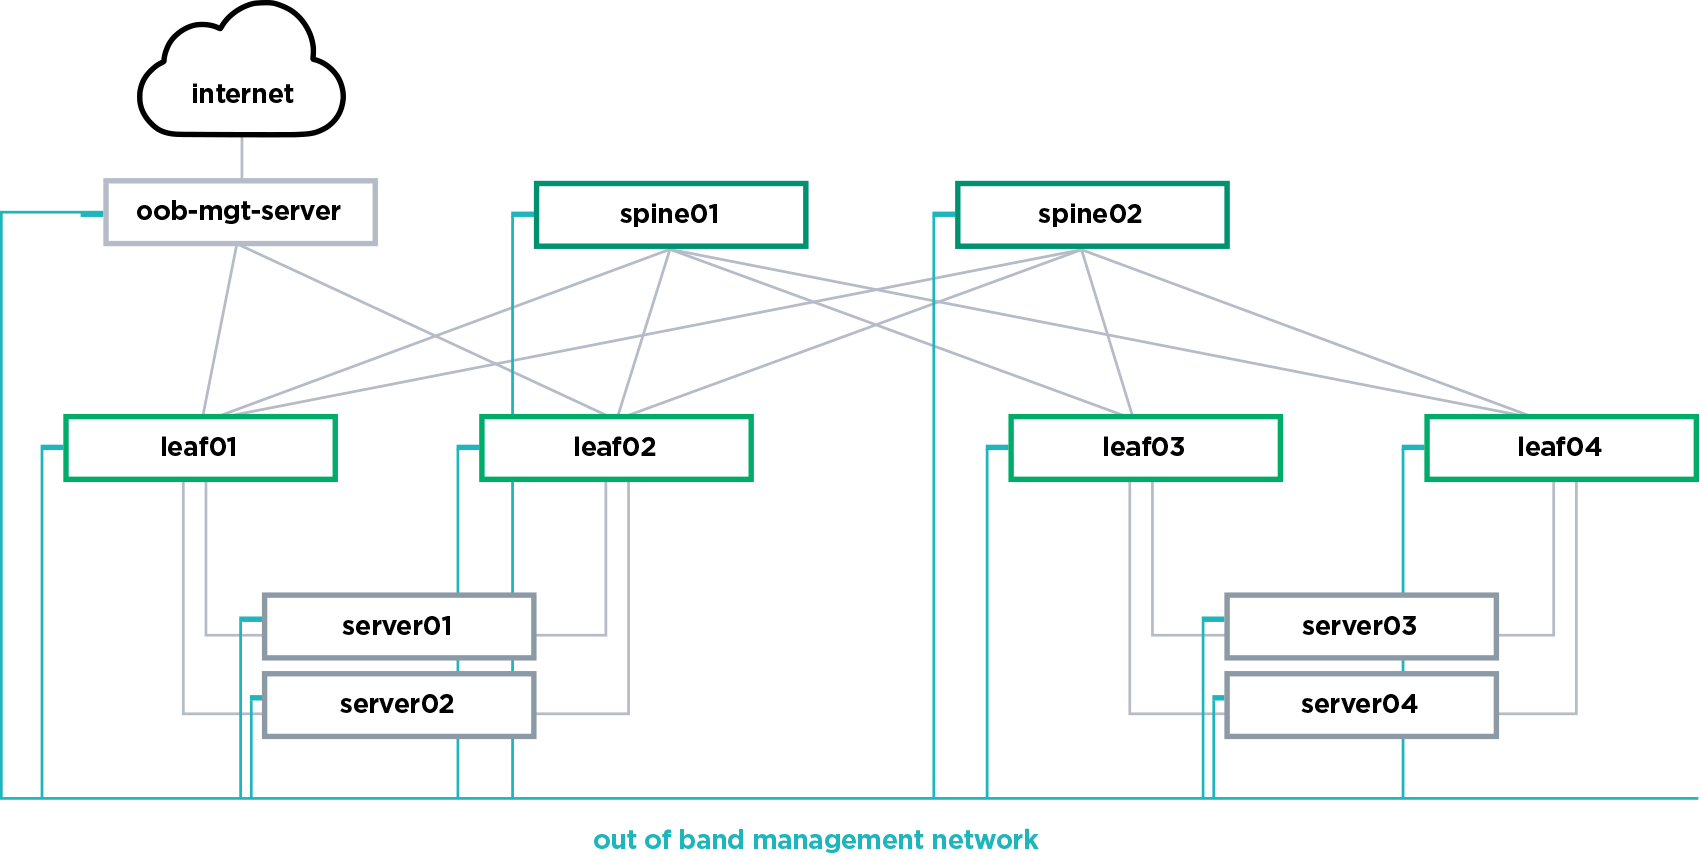 internet
oob-mgt-server
spine01
spine02
leaf01
leaf02
leaf03
leaf04
server01
server03
server02
server04
out of band management network